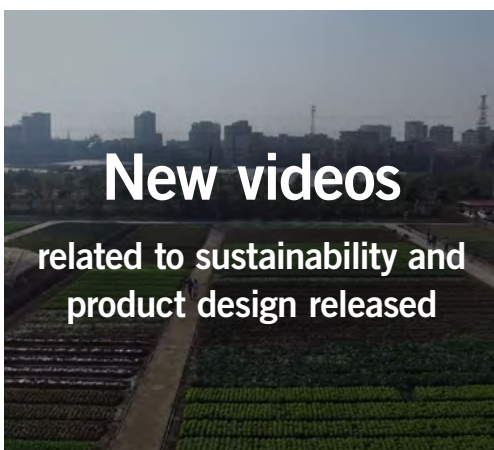 New videos
related to sustainability and
product design released